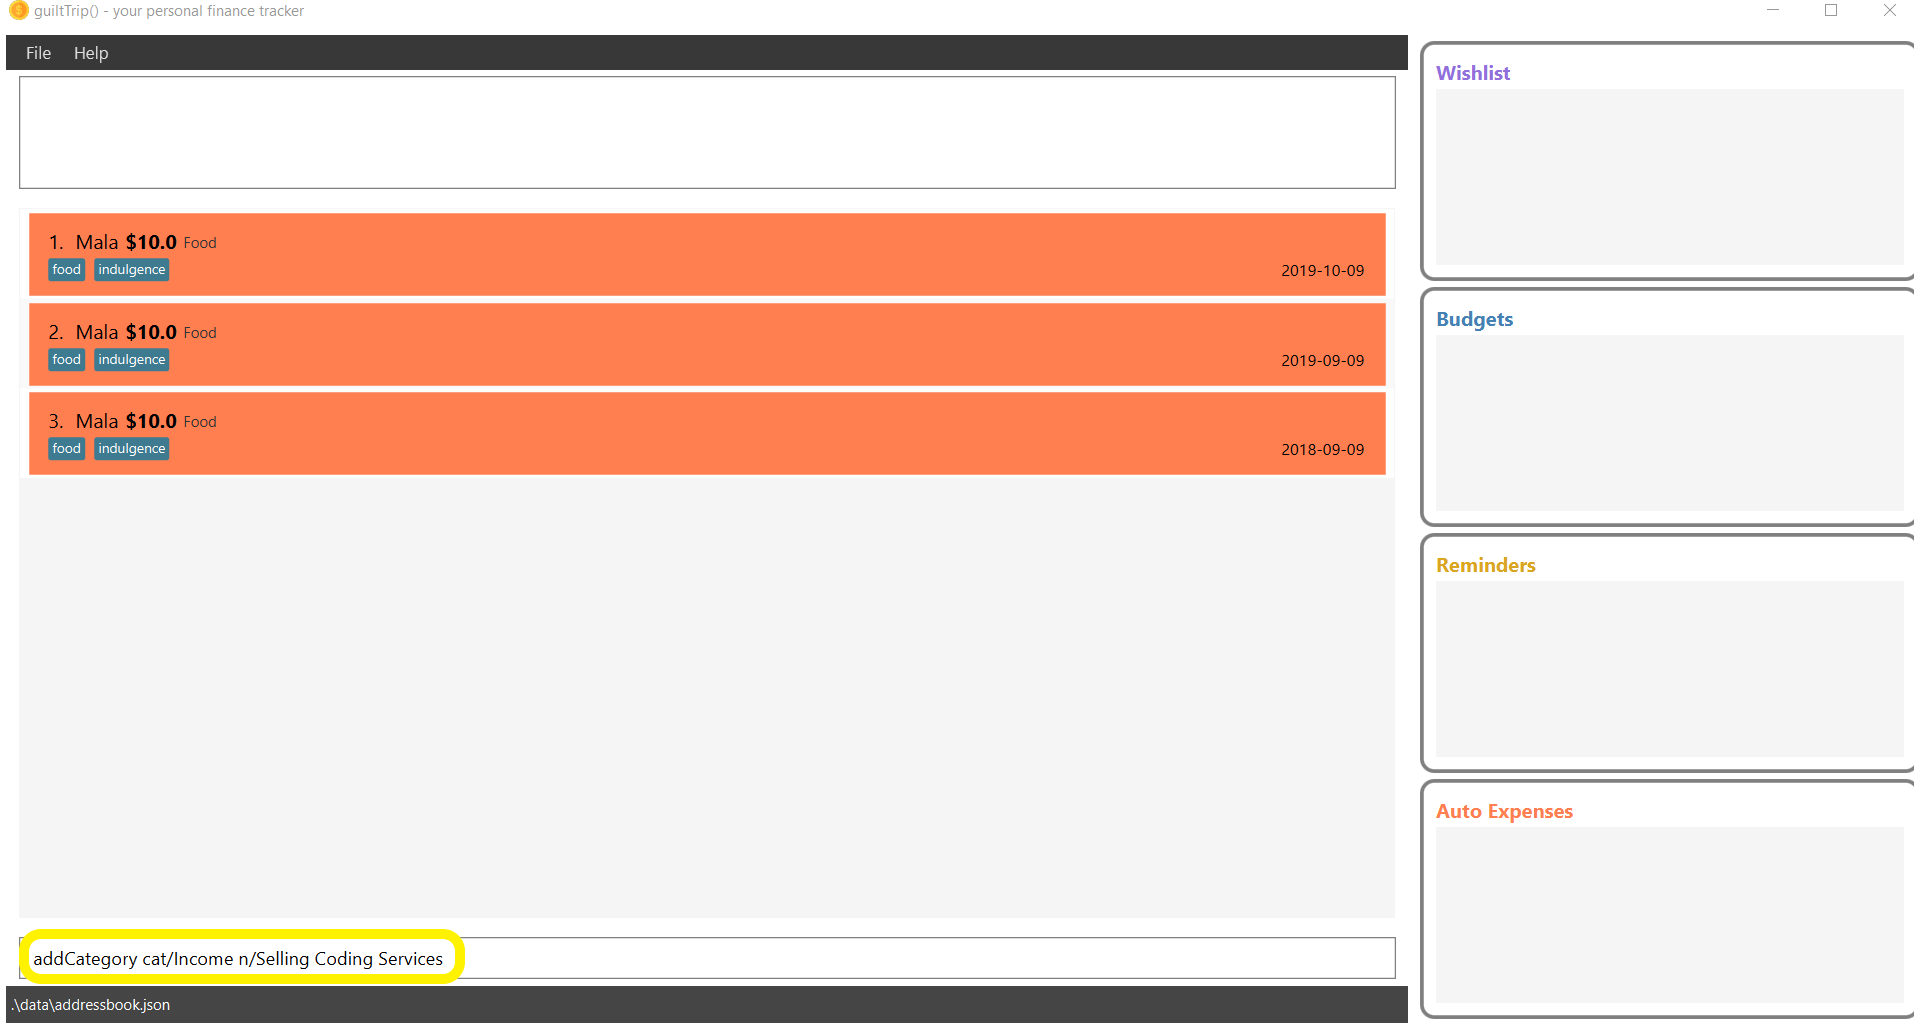 guiltTrip() - your personal finance tracker
File Help
1. Mala $10.0 Food
food indulgence
2019-10-09
2. Mala $10.0 Food
food indulgence
2019-09-09
3. Mala $10.0 Food
food indulgence
2018-09-09
addCategory cat/Income n/Selling Coding Services
.\data\addressbook.json
Wishlist
Budgets
Reminders
Auto Expenses